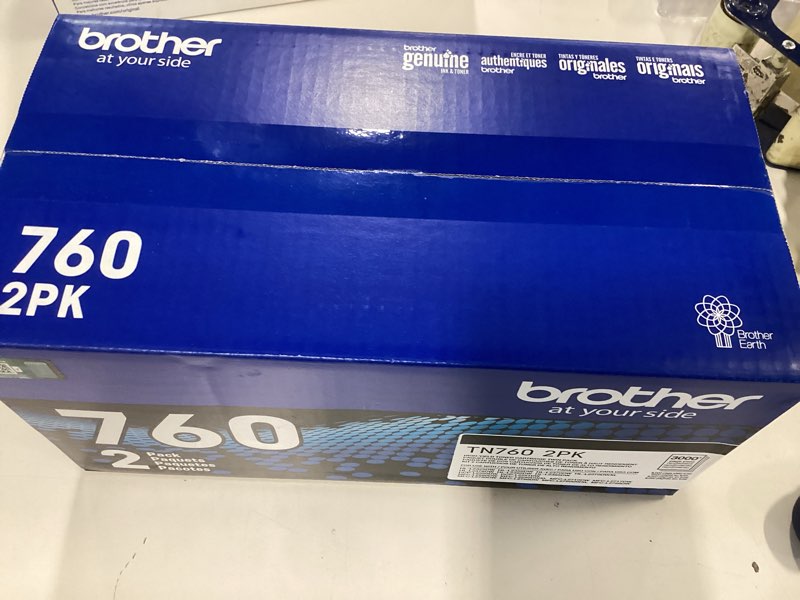 brother
at your side
brother
genuine
INK & TONER
ENCRE ET TONER
authentiques
brother
TINTAS Y TÓNERES
originales
brother
TINTAS E TONERS
originais
brother
760
2PK
Brother
Earth
brother
at your side
760
2 Pack
Paquets
Paquetes
Pacotes
TN760 2PK
3000